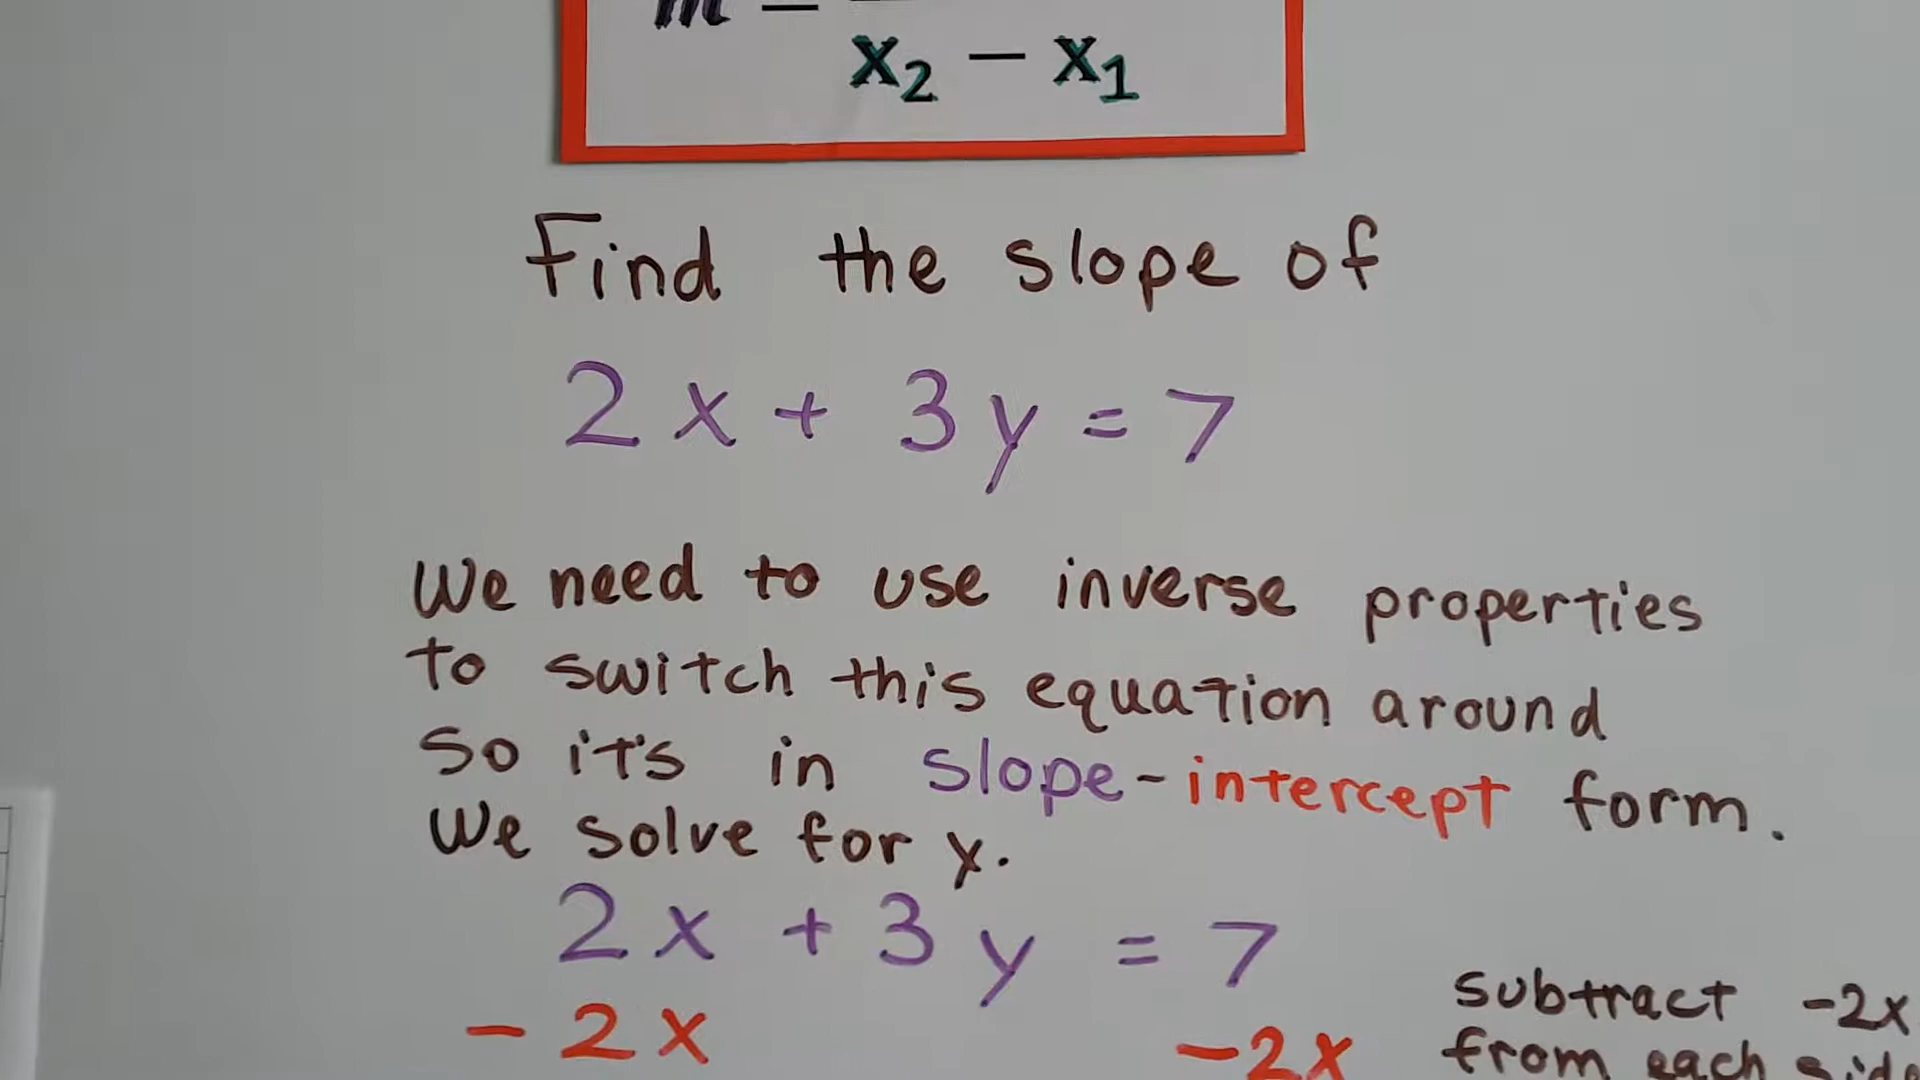 m =
x₂ − x₁
Find the slope of
2x + 3y = 7
We need to use inverse properties
to switch this equation around
so it's in slope-intercept form.
We solve for y.
2x + 3y = 7
-2x -2x
subtract -2x
from each side